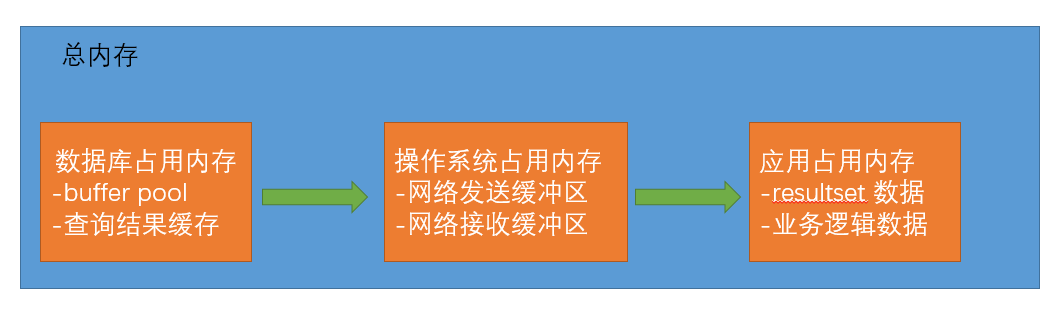 总内存
数据库占用内存
-buffer pool
-查询结果缓存
操作系统占用内存
-网络发送缓冲区
-网络接收缓冲区
应用占用内存
-resultset 数据
-业务逻辑数据